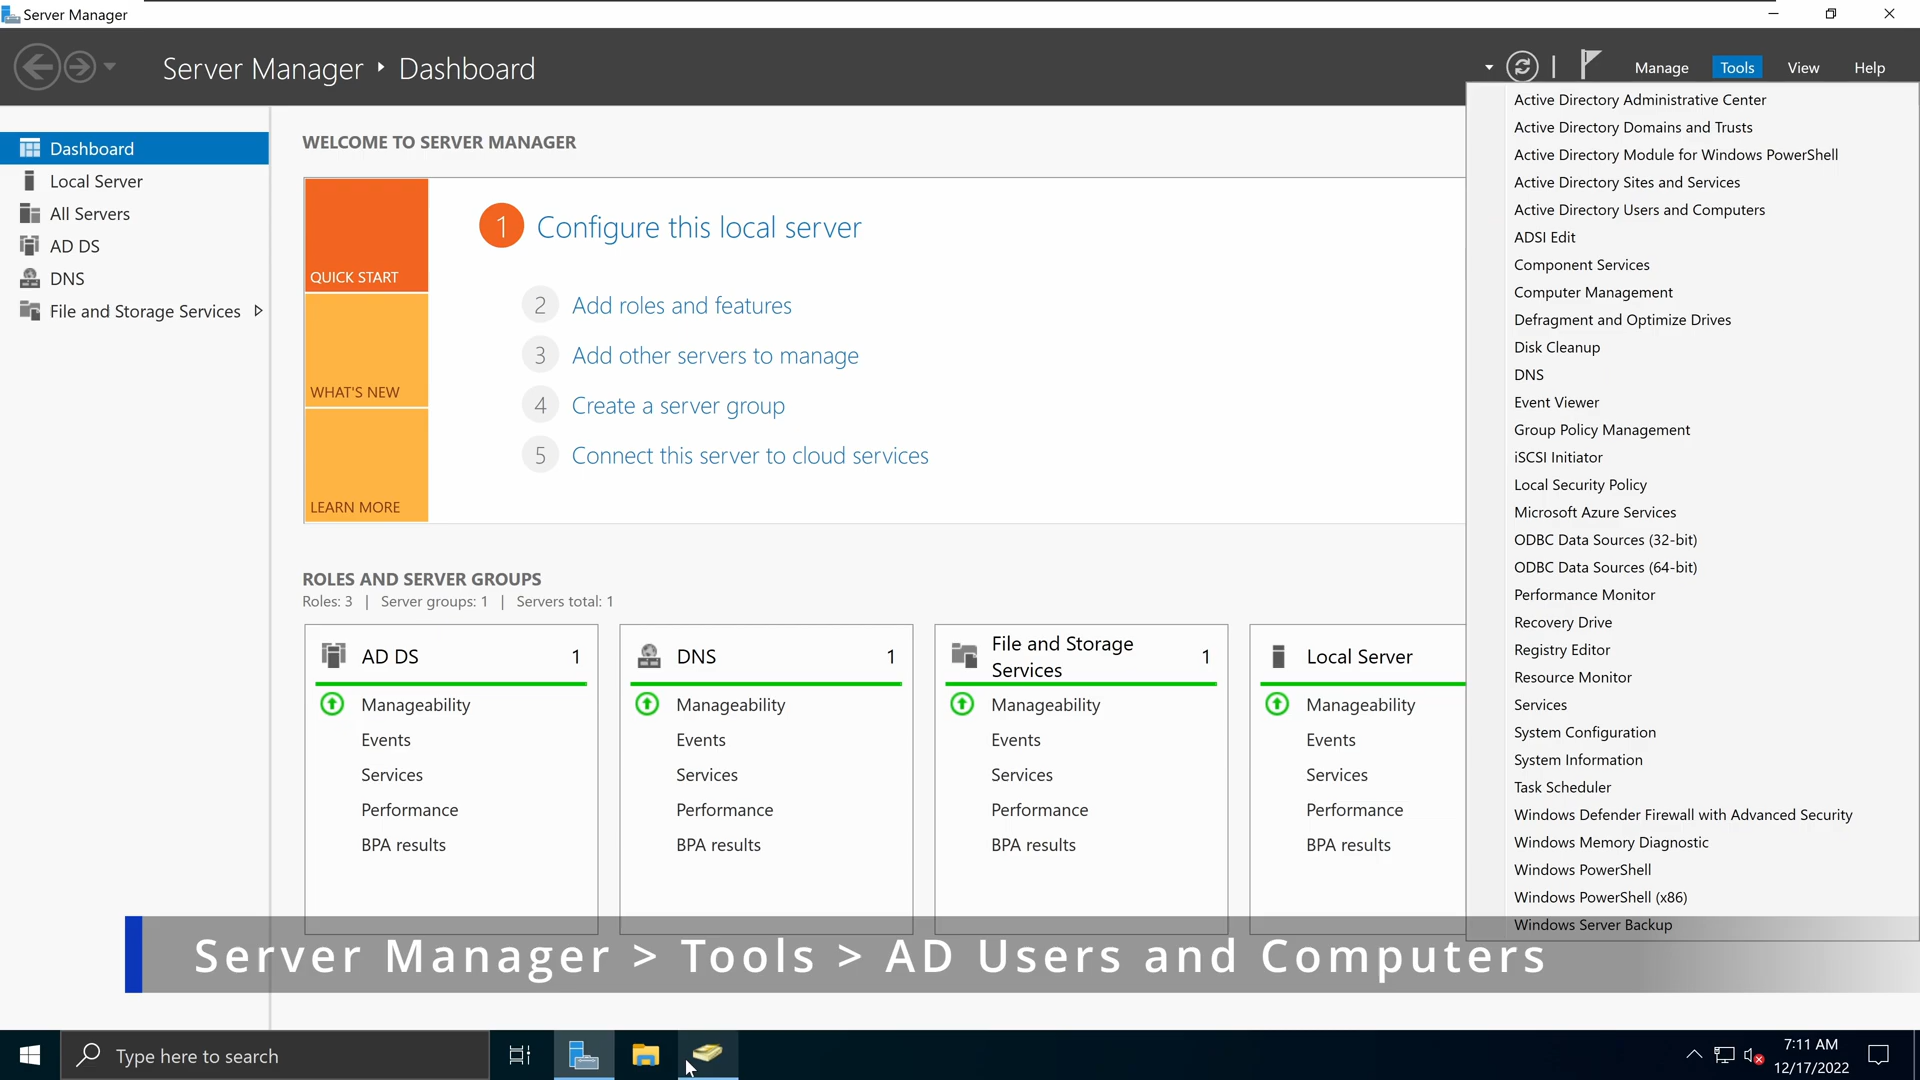 Server Manager
Server Manager ‣ Dashboard
Manage
Tools
View
Help
Dashboard
Local Server
All Servers
AD DS
DNS
File and Storage Services
WELCOME TO SERVER MANAGER
QUICK START
WHAT'S NEW
LEARN MORE
1 Configure this local server
2 Add roles and features
3 Add other servers to manage
4 Create a server group
5 Connect this server to cloud services
ROLES AND SERVER GROUPS
Roles: 3 | Server groups: 1 | Servers total: 1
AD DS 1
Manageability
Events
Services
Performance
BPA results
DNS 1
Manageability
Events
Services
Performance
BPA results
File and Storage
Services 1
Manageability
Events
Services
Performance
BPA results
Local Server
Manageability
Events
Services
Performance
BPA results
Active Directory Administrative Center
Active Directory Domains and Trusts
Active Directory Module for Windows PowerShell
Active Directory Sites and Services
Active Directory Users and Computers
ADSI Edit
Component Services
Computer Management
Defragment and Optimize Drives
Disk Cleanup
DNS
Event Viewer
Group Policy Management
iSCSI Initiator
Local Security Policy
Microsoft Azure Services
ODBC Data Sources (32-bit)
ODBC Data Sources (64-bit)
Performance Monitor
Recovery Drive
Registry Editor
Resource Monitor
Services
System Configuration
System Information
Task Scheduler
Windows Defender Firewall with Advanced Security
Windows Memory Diagnostic
Windows PowerShell
Windows PowerShell (x86)
Windows Server Backup
Server Manager > Tools > AD Users and Computers
Type here to search
7:11 AM
12/17/2022